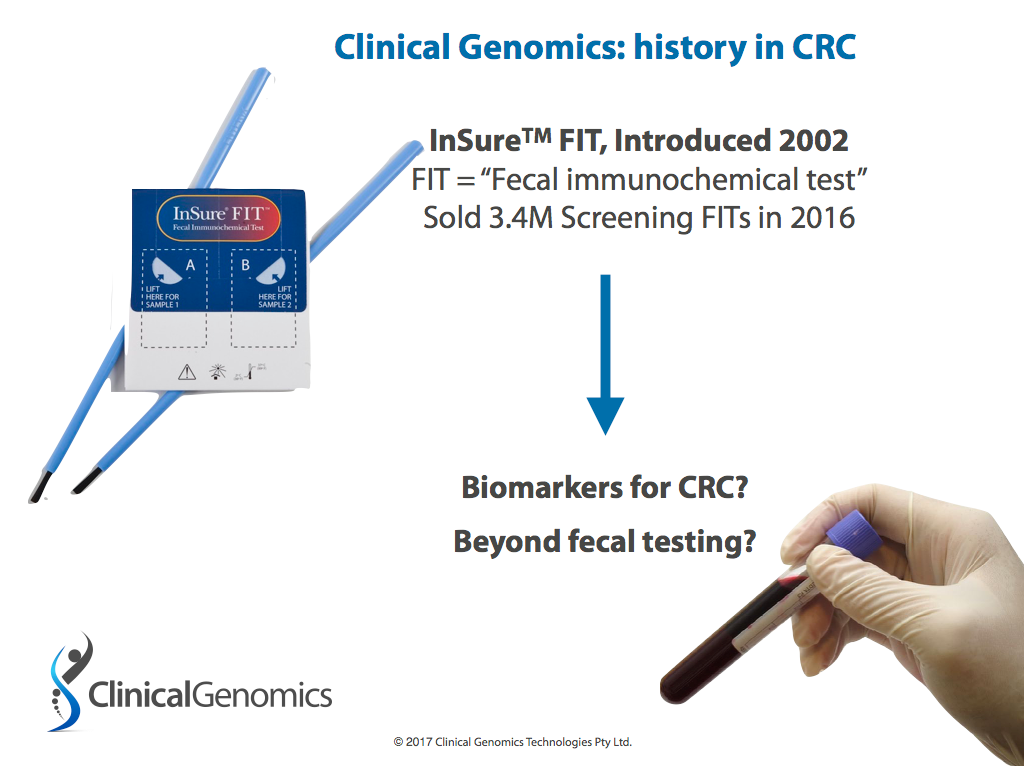 Clinical Genomics: history in CRC
InSure™ FIT, Introduced 2002
FIT = “Fecal immunochemical test”
Sold 3.4M Screening FITs in 2016
InSure® FIT™
Fecal Immunochemical Test
A
B
LIFT
HERE FOR
SAMPLE 1
LIFT
HERE FOR
SAMPLE 2
Biomarkers for CRC?
Beyond fecal testing?
ClinicalGenomics
© 2017 Clinical Genomics Technologies Pty Ltd.